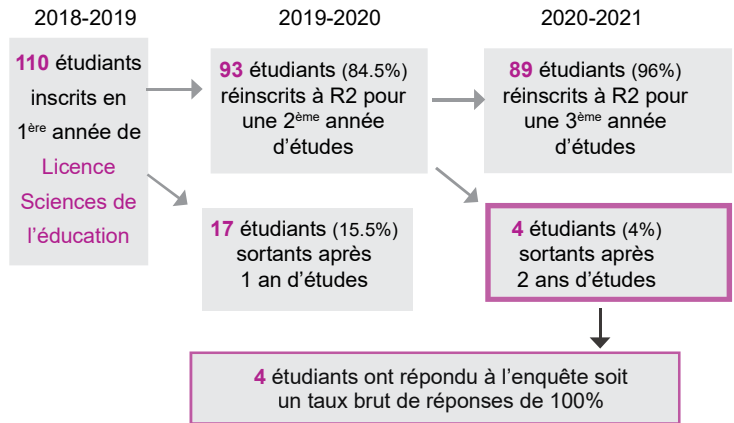 2018-2019
2019-2020
2020-2021
110 étudiants
inscrits en
1ère année de
Licence
Sciences de
l’éducation
93 étudiants (84.5%)
réinscrits à R2 pour
une 2ème année
d’études
89 étudiants (96%)
réinscrits à R2 pour
une 3ème année
d’études
17 étudiants (15.5%)
sortants après
1 an d’études
4 étudiants (4%)
sortants après
2 ans d’études
4 étudiants ont répondu à l’enquête soit
un taux brut de réponses de 100%